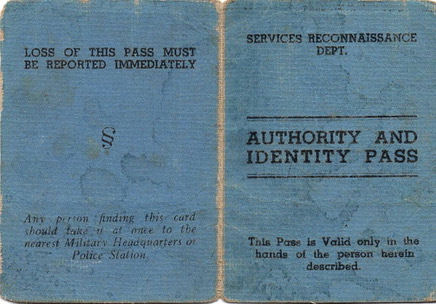 LOSS OF THIS PASS MUST
BE REPORTED IMMEDIATELY
§
Any person finding this card
should take it at once to the
nearest Military Headquarters or
Police Station
SERVICES RECONNAISSANCE
DEPT.
AUTHORITY AND
IDENTITY PASS
This Pass is Valid only in the
hands of the person herein
described.